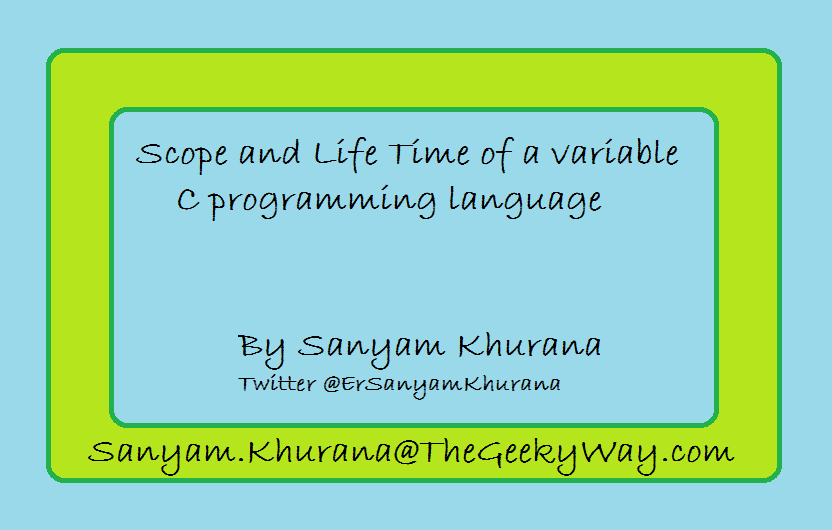 Scope and Life Time of a variable
C programming language
By Sanyam Khurana
Twitter @ErSanyamKhurana
Sanyam.Khurana@TheGeekyWay.com